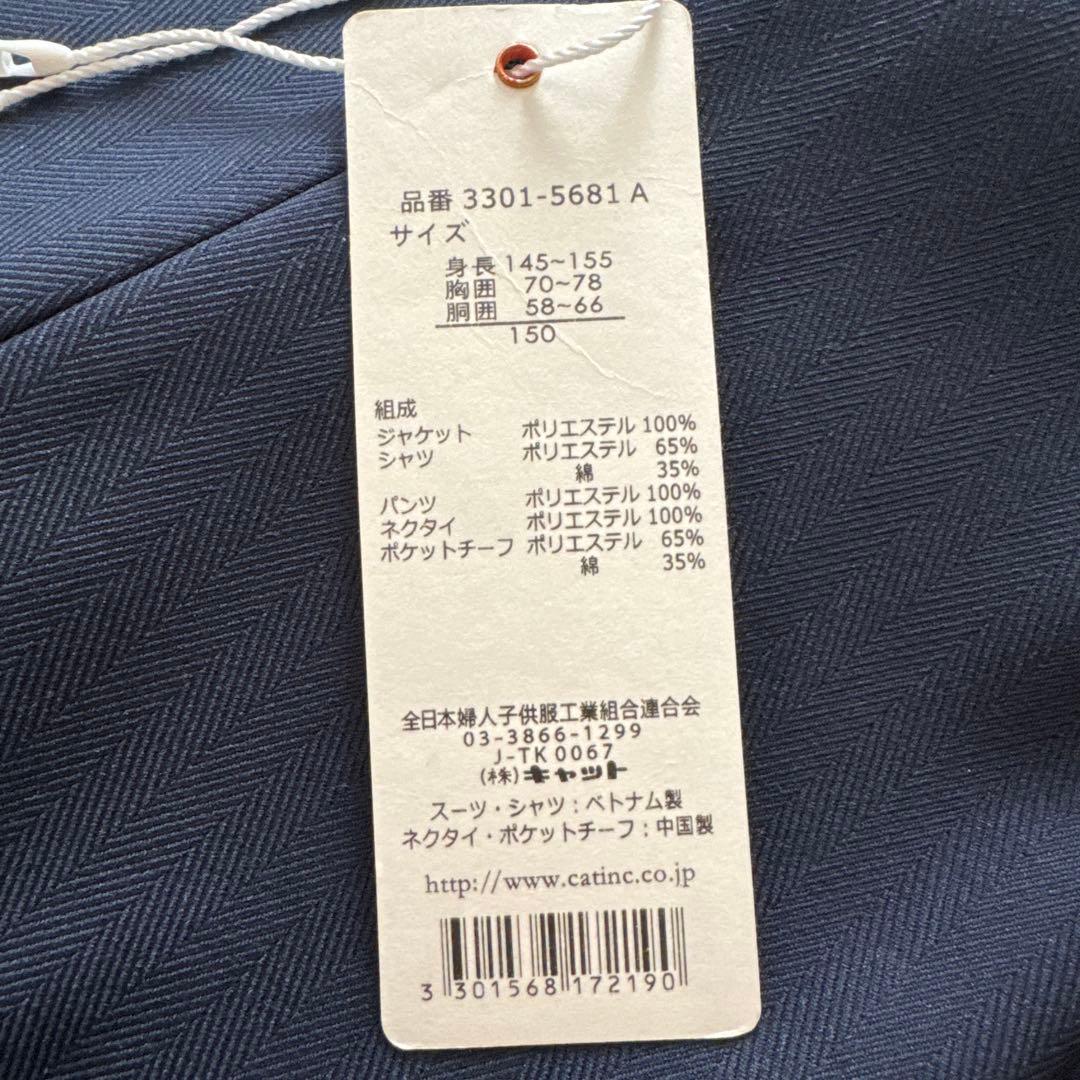 品番 3301-5681 A
サイズ
身長 145~155
胸囲 70~78
胴囲 58~66
150
組成
ジャケット ポリエステル 100%
シャツ ポリエステル 65%
綿 35%
パンツ ポリエステル 100%
ネクタイ ポリエステル 100%
ポケットチーフ ポリエステル 65%
綿 35%
全日本婦人子供服工業組合連合会
03-3866-1299
J-TK 0067
(株)キャット
スーツ・シャツ:ベトナム製
ネクタイ・ポケットチーフ:中国製
http://www.catinc.co.jp
3 301568 172190